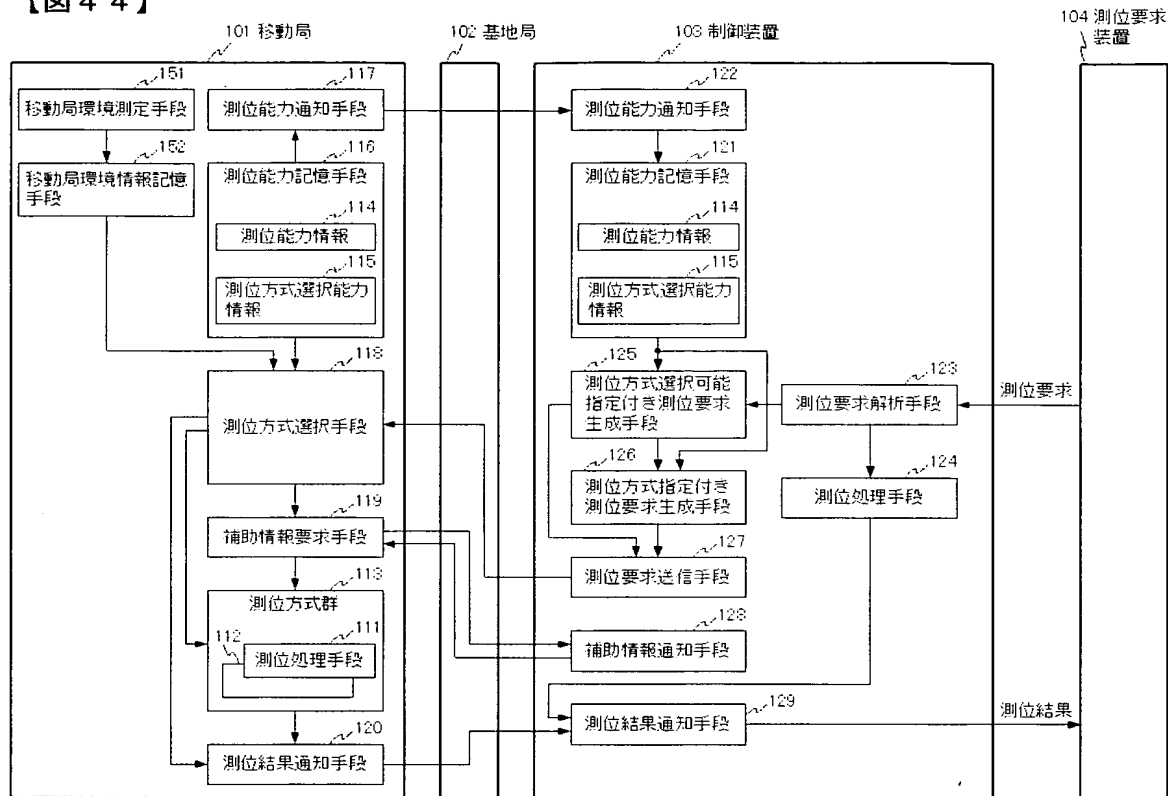 【図４４】
101 移動局
102 基地局
103 制御装置
104 測位要求
装置
151
移動局環境測定手段
152
移動局環境情報記憶
手段
117
測位能力通知手段
116
測位能力記憶手段
114
測位能力情報
115
測位方式選択能力
情報
118
測位方式選択手段
119
補助情報要求手段
113
測位方式群
112
111
測位処理手段
120
測位結果通知手段
122
測位能力通知手段
121
測位能力記憶手段
114
測位能力情報
115
測位方式選択能力
情報
125
測位方式選択可能
指定付き測位要求
生成手段
123
測位要求解析手段
測位要求
126
測位方式指定付き
測位要求生成手段
124
測位処理手段
127
測位要求送信手段
128
補助情報通知手段
129
測位結果通知手段
測位結果